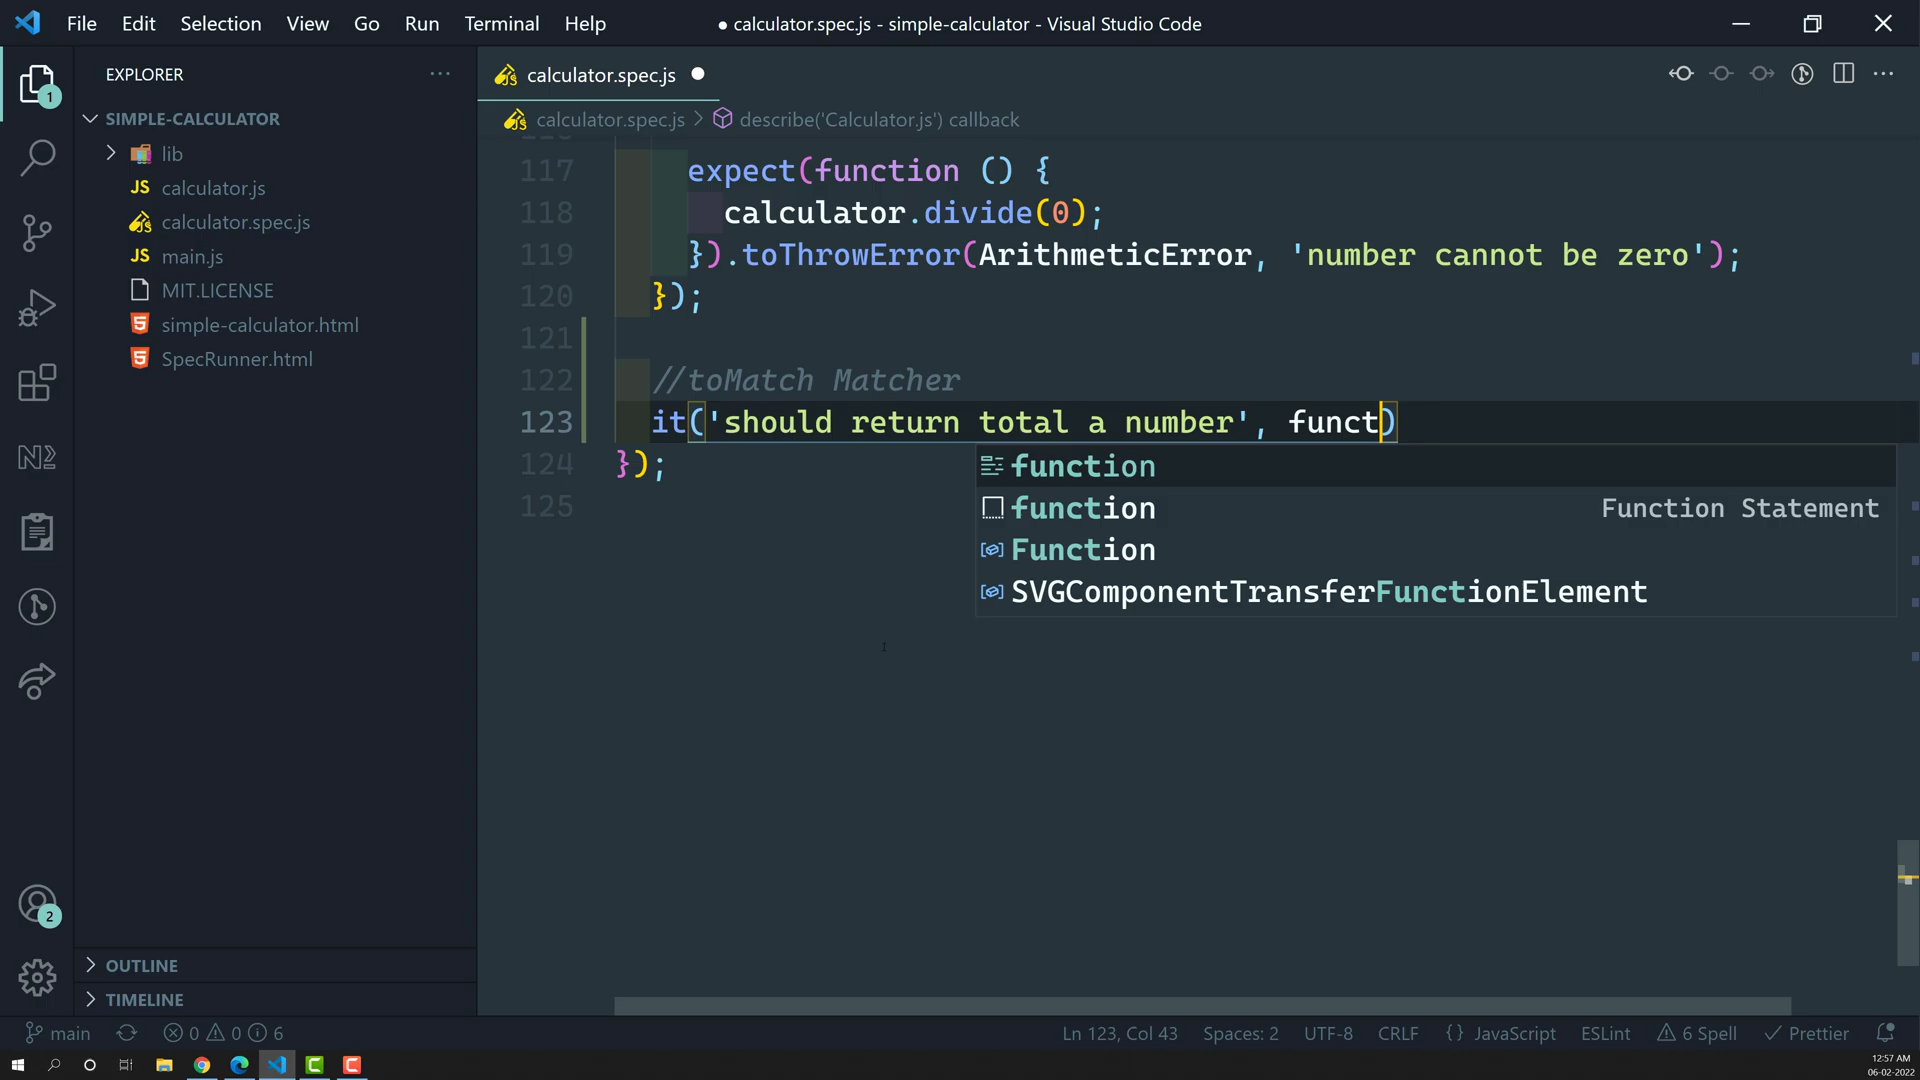 File Edit Selection View Go Run Terminal Help
● calculator.spec.js - simple-calculator - Visual Studio Code
EXPLORER
SIMPLE-CALCULATOR
lib
JS calculator.js
calculator.spec.js
JS main.js
MIT.LICENSE
simple-calculator.html
SpecRunner.html
OUTLINE
TIMELINE
1
2
calculator.spec.js
calculator.spec.js > describe('Calculator.js') callback
117 expect(function () {
118 calculator.divide(0);
119 }).toThrowError(ArithmeticError, 'number cannot be zero');
120 });
121
122 //toMatch Matcher
123 it('should return total a number', funct)
124 });
125
function
function Function Statement
Function
SVGComponentTransferFunctionElement
main 0 0 6 Ln 123, Col 43 Spaces: 2 UTF-8 CRLF {} JavaScript ESLint 6 Spell Prettier
12:57 AM
06-02-2022